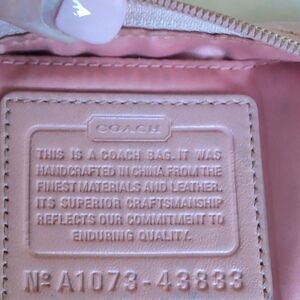 COACH
THIS IS A COACH BAG. IT WAS
HANDCRAFTED IN CHINA FROM THE
FINEST MATERIALS AND LEATHER.
ITS SUPERIOR CRAFTSMANSHIP
REFLECTS OUR COMMITMENT TO
ENDURING QUALITY.
Nº A1073-43833